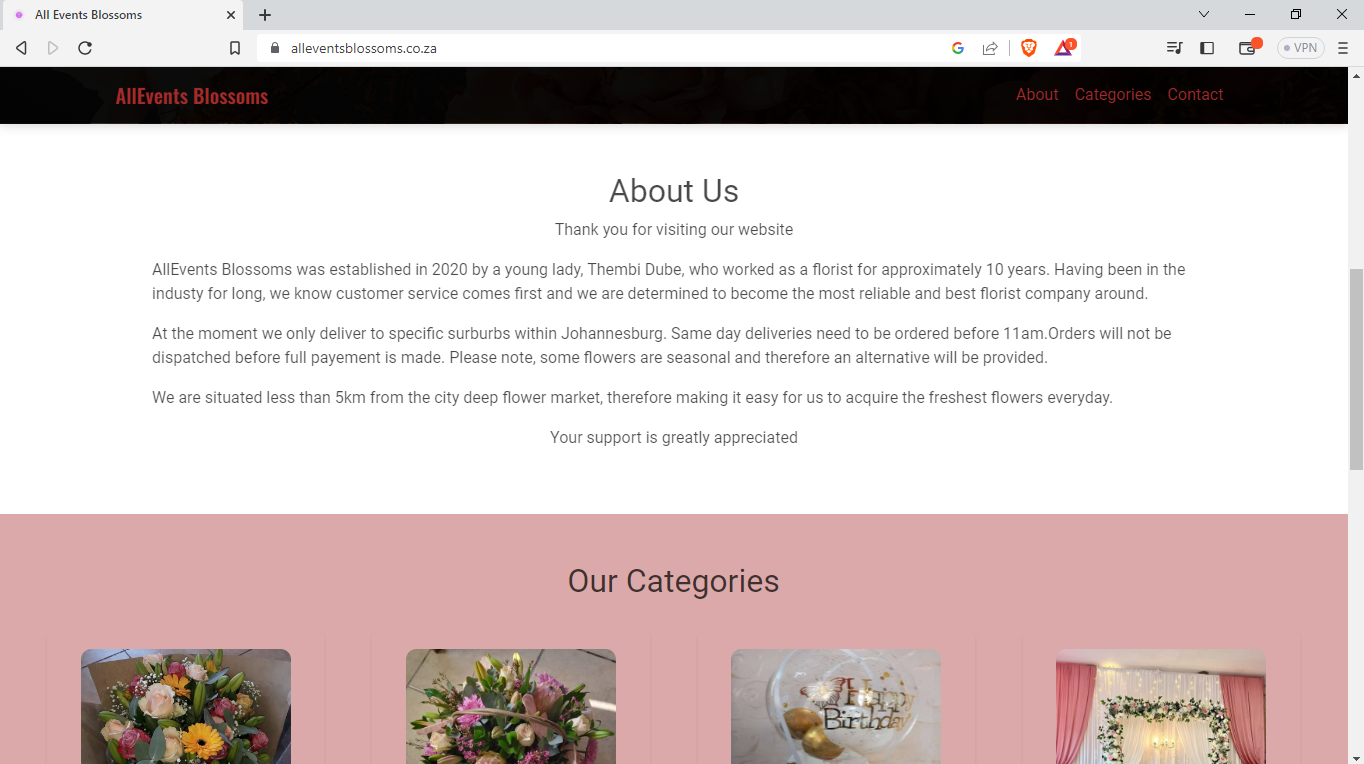 All Events Blossoms
alleventsblossoms.co.za
1
VPN
AllEvents Blossoms
About Categories Contact
About Us
Thank you for visiting our website
AllEvents Blossoms was established in 2020 by a young lady, Thembi Dube, who worked as a florist for approximately 10 years. Having been in the
industy for long, we know customer service comes first and we are determined to become the most reliable and best florist company around.
At the moment we only deliver to specific surburbs within Johannesburg. Same day deliveries need to be ordered before 11am.Orders will not be
dispatched before full payement is made. Please note, some flowers are seasonal and therefore an alternative will be provided.
We are situated less than 5km from the city deep flower market, therefore making it easy for us to acquire the freshest flowers everyday.
Your support is greatly appreciated
Our Categories
Happy
Birthday